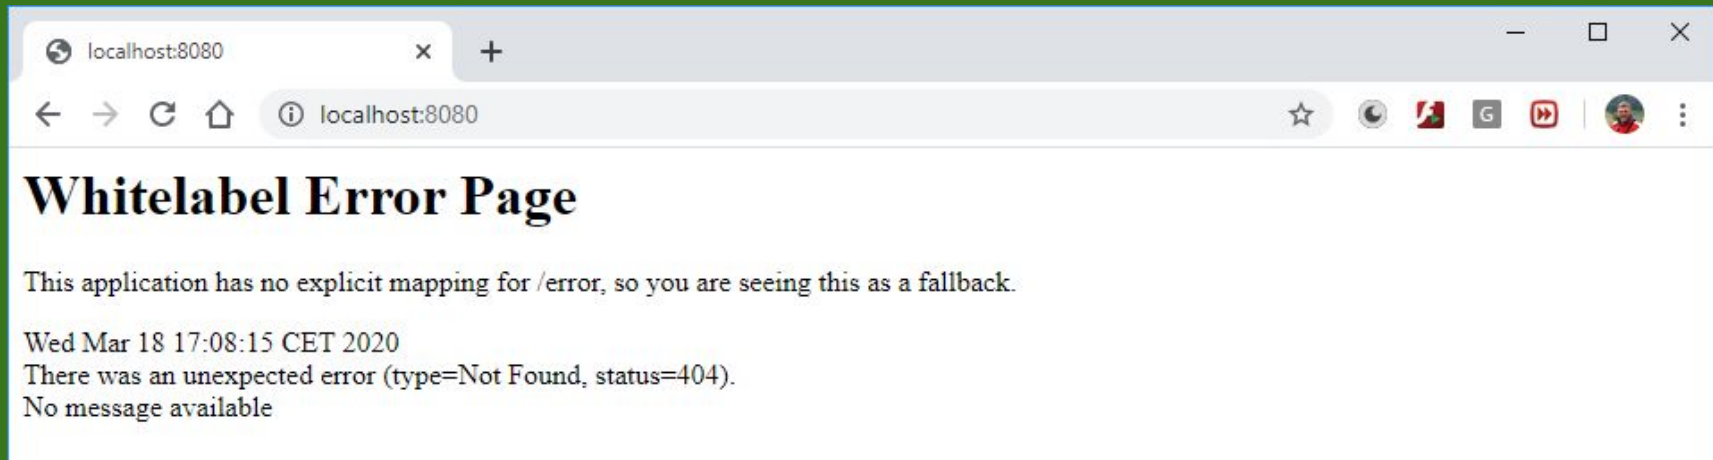 localhost:8080
localhost:8080
G
Whitelabel Error Page
This application has no explicit mapping for /error, so you are seeing this as a fallback.
Wed Mar 18 17:08:15 CET 2020
There was an unexpected error (type=Not Found, status=404).
No message available